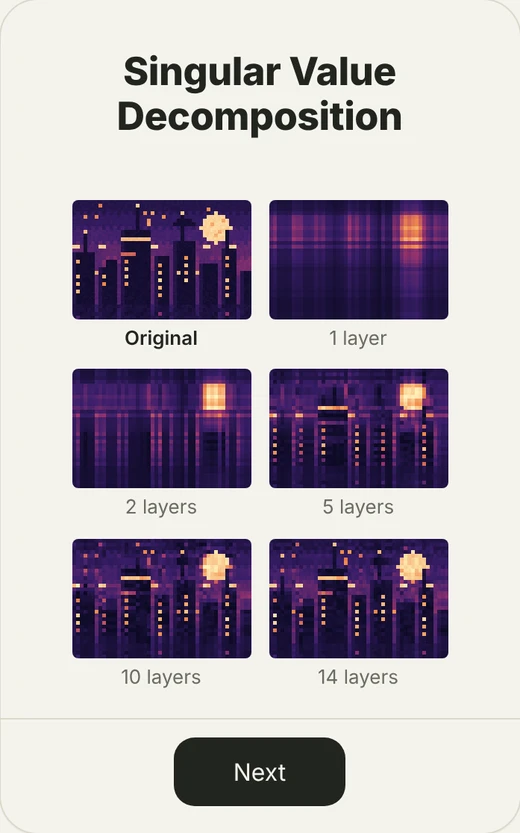 Singular Value
Decomposition
Original
1 layer
2 layers
5 layers
10 layers
14 layers
Next